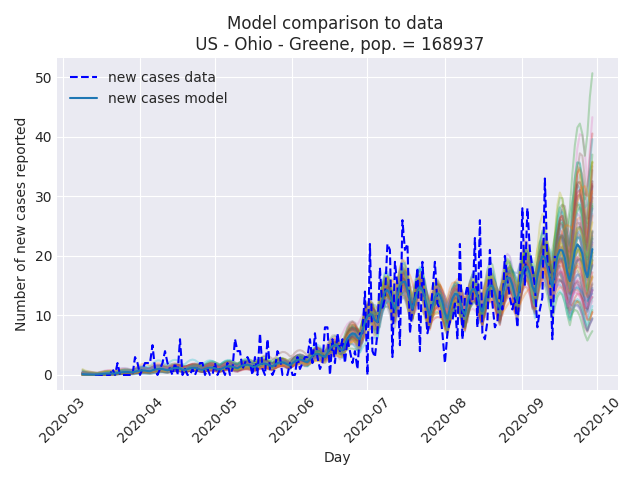 Model comparison to data
US - Ohio - Greene, pop. = 168937
new cases data
new cases model
Number of new cases reported
50
40
30
20
10
0
2020-03
2020-04
2020-05
2020-06
2020-07
2020-08
2020-09
2020-10
Day